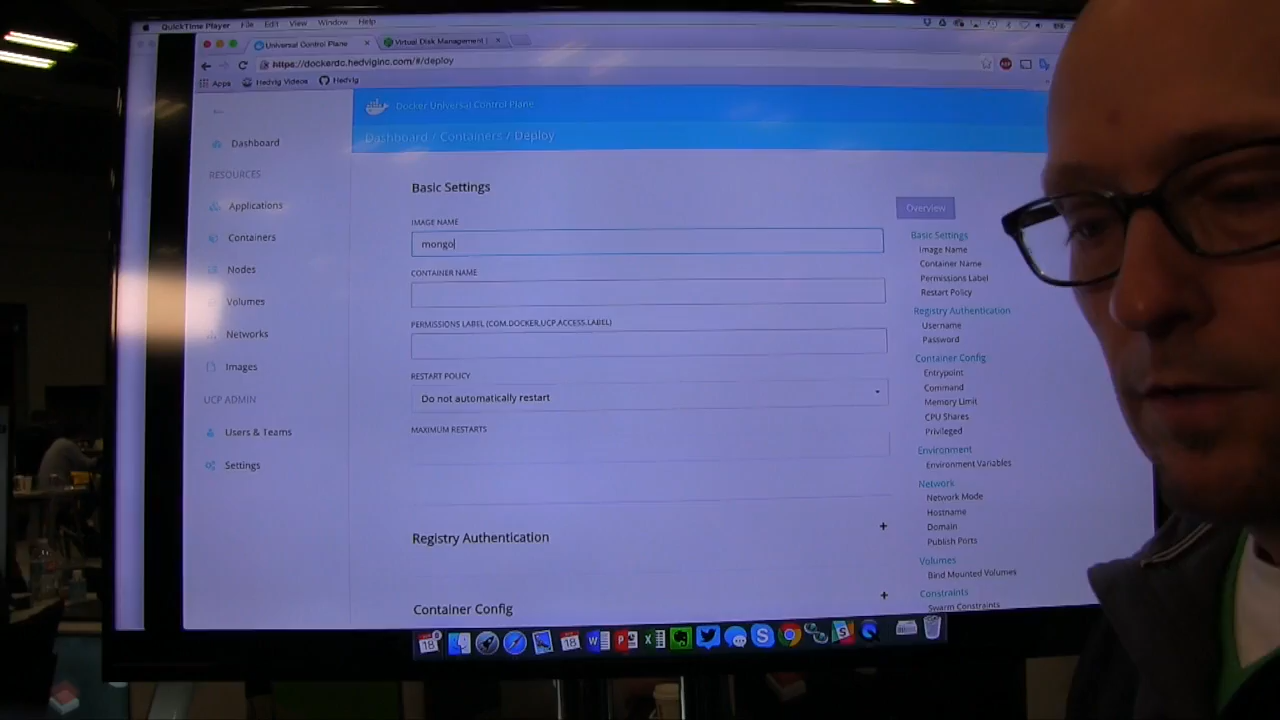 QuickTime Player File Edit View Window Help
Universal Control Plane
Virtual Disk Management |
https://dockerdc.hedviginc.com/#/deploy
Apps Hedvig Videos Hedvig
Docker Universal Control Plane
Dashboard / Containers / Deploy
Dashboard
RESOURCES
Applications
Containers
Nodes
Volumes
Networks
Images
UCP ADMIN
Users & Teams
Settings
Basic Settings
IMAGE NAME
mongo
CONTAINER NAME
PERMISSIONS LABEL (COM.DOCKER.UCP.ACCESS.LABEL)
RESTART POLICY
Do not automatically restart
MAXIMUM RESTARTS
Registry Authentication
+
Container Config
+
Overview
Basic Settings
Image Name
Container Name
Permissions Label
Restart Policy
Registry Authentication
Username
Password
Container Config
Entrypoint
Command
Memory Limit
CPU Shares
Privileged
Environment
Environment Variables
Network
Network Mode
Hostname
Domain
Publish Ports
Volumes
Bind Mounted Volumes
Constraints
Swarm Constraints
18
18